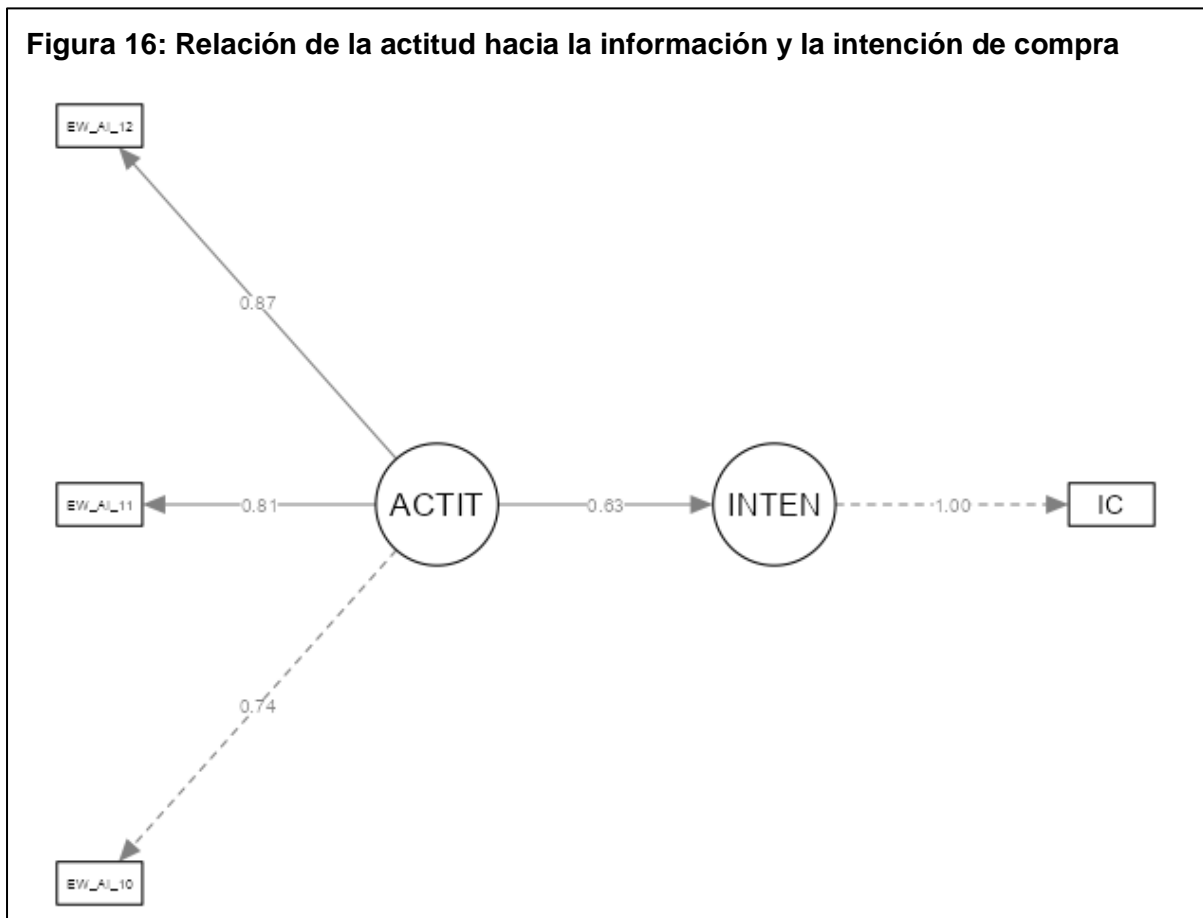 Figura 16: Relación de la actitud hacia la información y la intención de compra
EW_AI_12
0.87
EW_AI_11
0.81
ACTIT
0.63
INTEN
1.00
IC
0.74
EW_AI_10